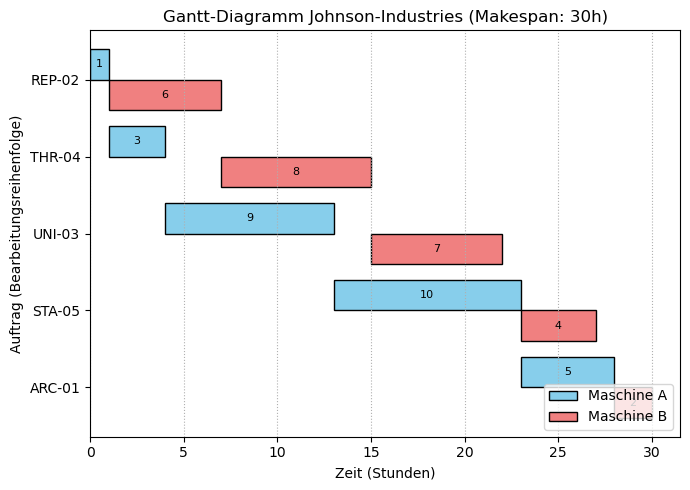 Gantt-Diagramm Johnson-Industries (Makespan: 30h)
Auftrag (Bearbeitungsreihenfolge)
REP-02
1
6
THR-04
3
8
UNI-03
9
7
STA-05
10
4
ARC-01
5
Maschine A
Maschine B
0 5 10 15 20 25 30
Zeit (Stunden)